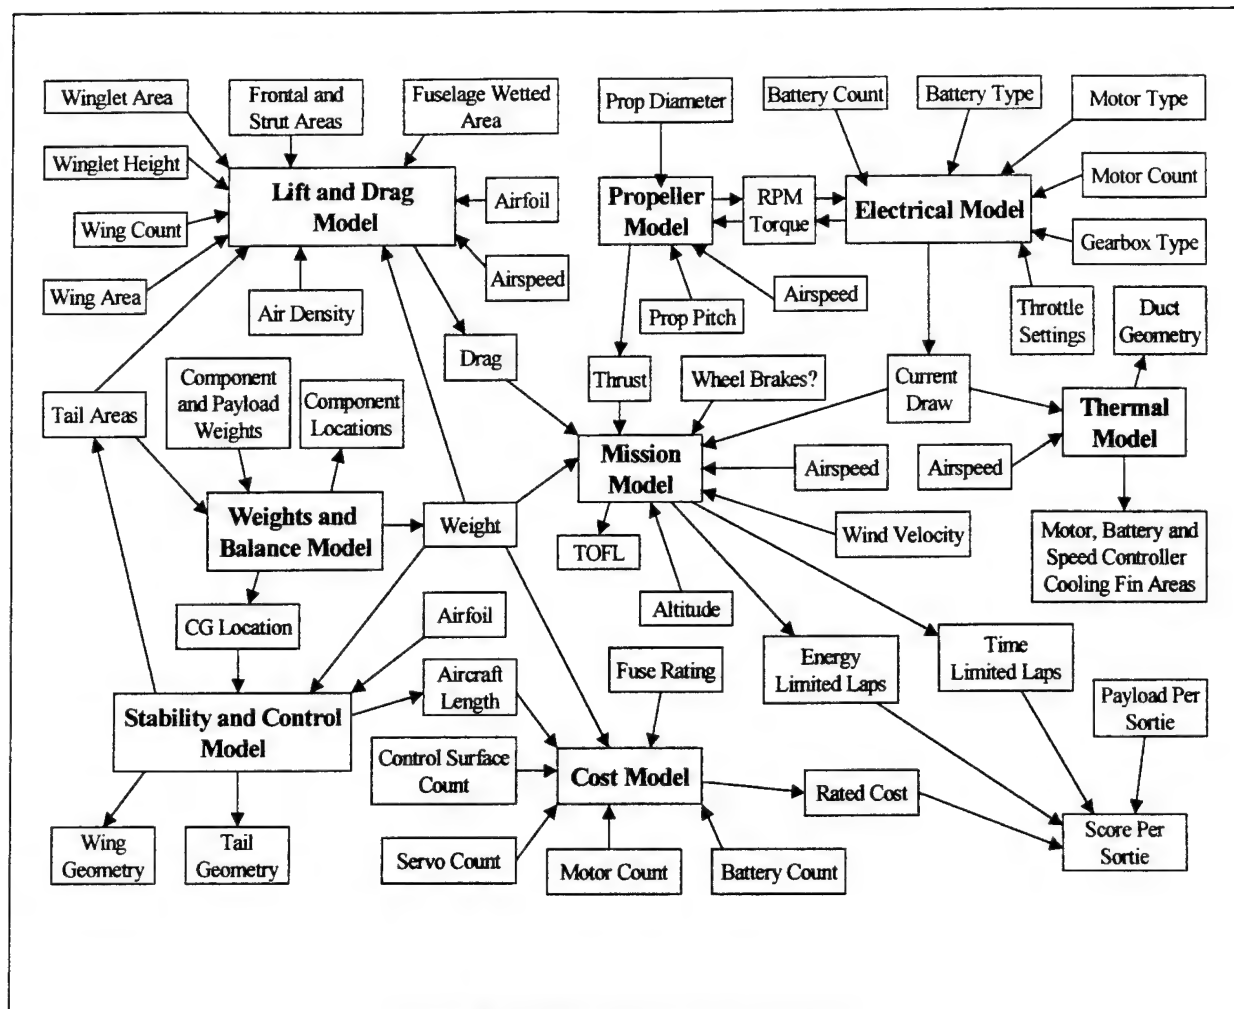 Winglet Area
Frontal and
Strut Areas
Fuselage Wetted
Area
Prop Diameter
Battery Count
Battery Type
Motor Type
Winglet Height
Lift and Drag
Model
Airfoil
Propeller
Model
RPM
Torque
Electrical Model
Motor Count
Wing Count
Gearbox Type
Wing Area
Air Density
Airspeed
Prop Pitch
Airspeed
Throttle
Settings
Duct
Geometry
Drag
Thrust
Wheel Brakes?
Current
Draw
Tail Areas
Component
and Payload
Weights
Component
Locations
Thermal
Model
Mission
Model
Airspeed
Airspeed
Weights and
Balance Model
Weight
TOFL
Wind Velocity
Motor, Battery and
Speed Controller
Cooling Fin Areas
CG Location
Airfoil
Altitude
Energy
Limited Laps
Time
Limited Laps
Aircraft
Length
Fuse Rating
Payload Per
Sortie
Stability and Control
Model
Control Surface
Count
Cost Model
Rated Cost
Score Per
Sortie
Wing
Geometry
Tail
Geometry
Servo Count
Motor Count
Battery Count